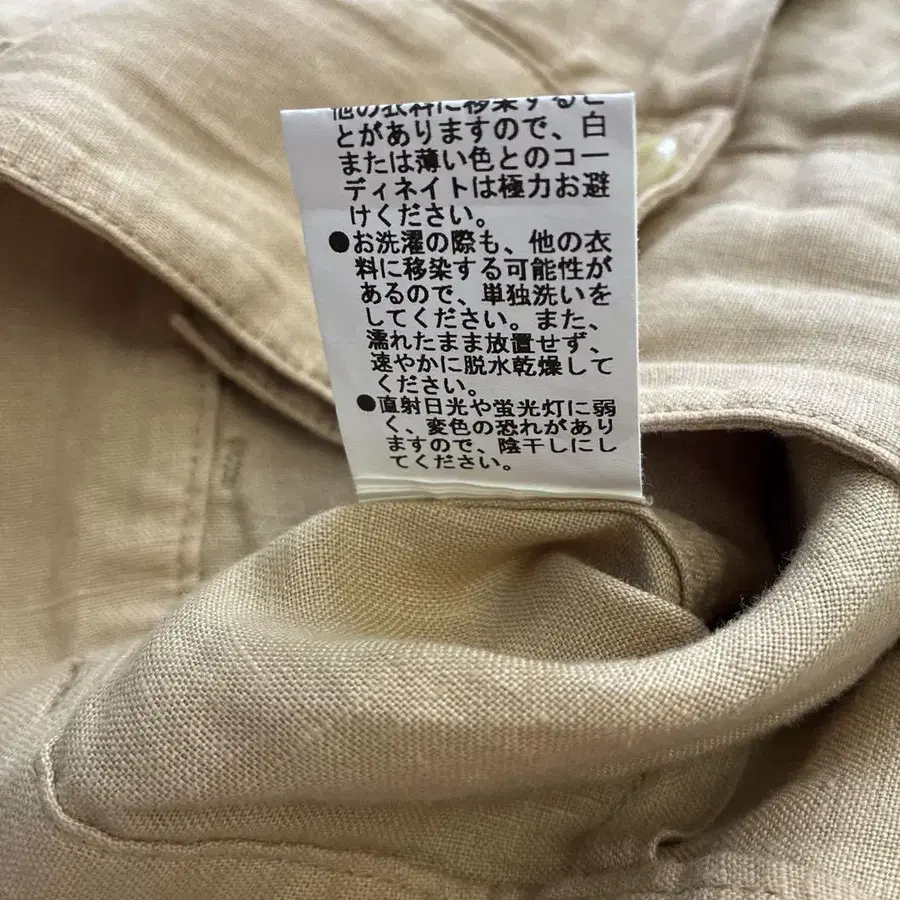 他の衣料に移染するこ
とがありますので、白
または薄い色とのコー
ディネイトは極力お避
けください。
●お洗濯の際も、他の衣
料に移染する可能性が
あるので、単独洗いを
してください。また、
濡れたまま放置せず、
速やかに脱水乾燥して
ください。
●直射日光や蛍光灯に弱
く、変色の恐れがあり
ますので、陰干しにし
てください。